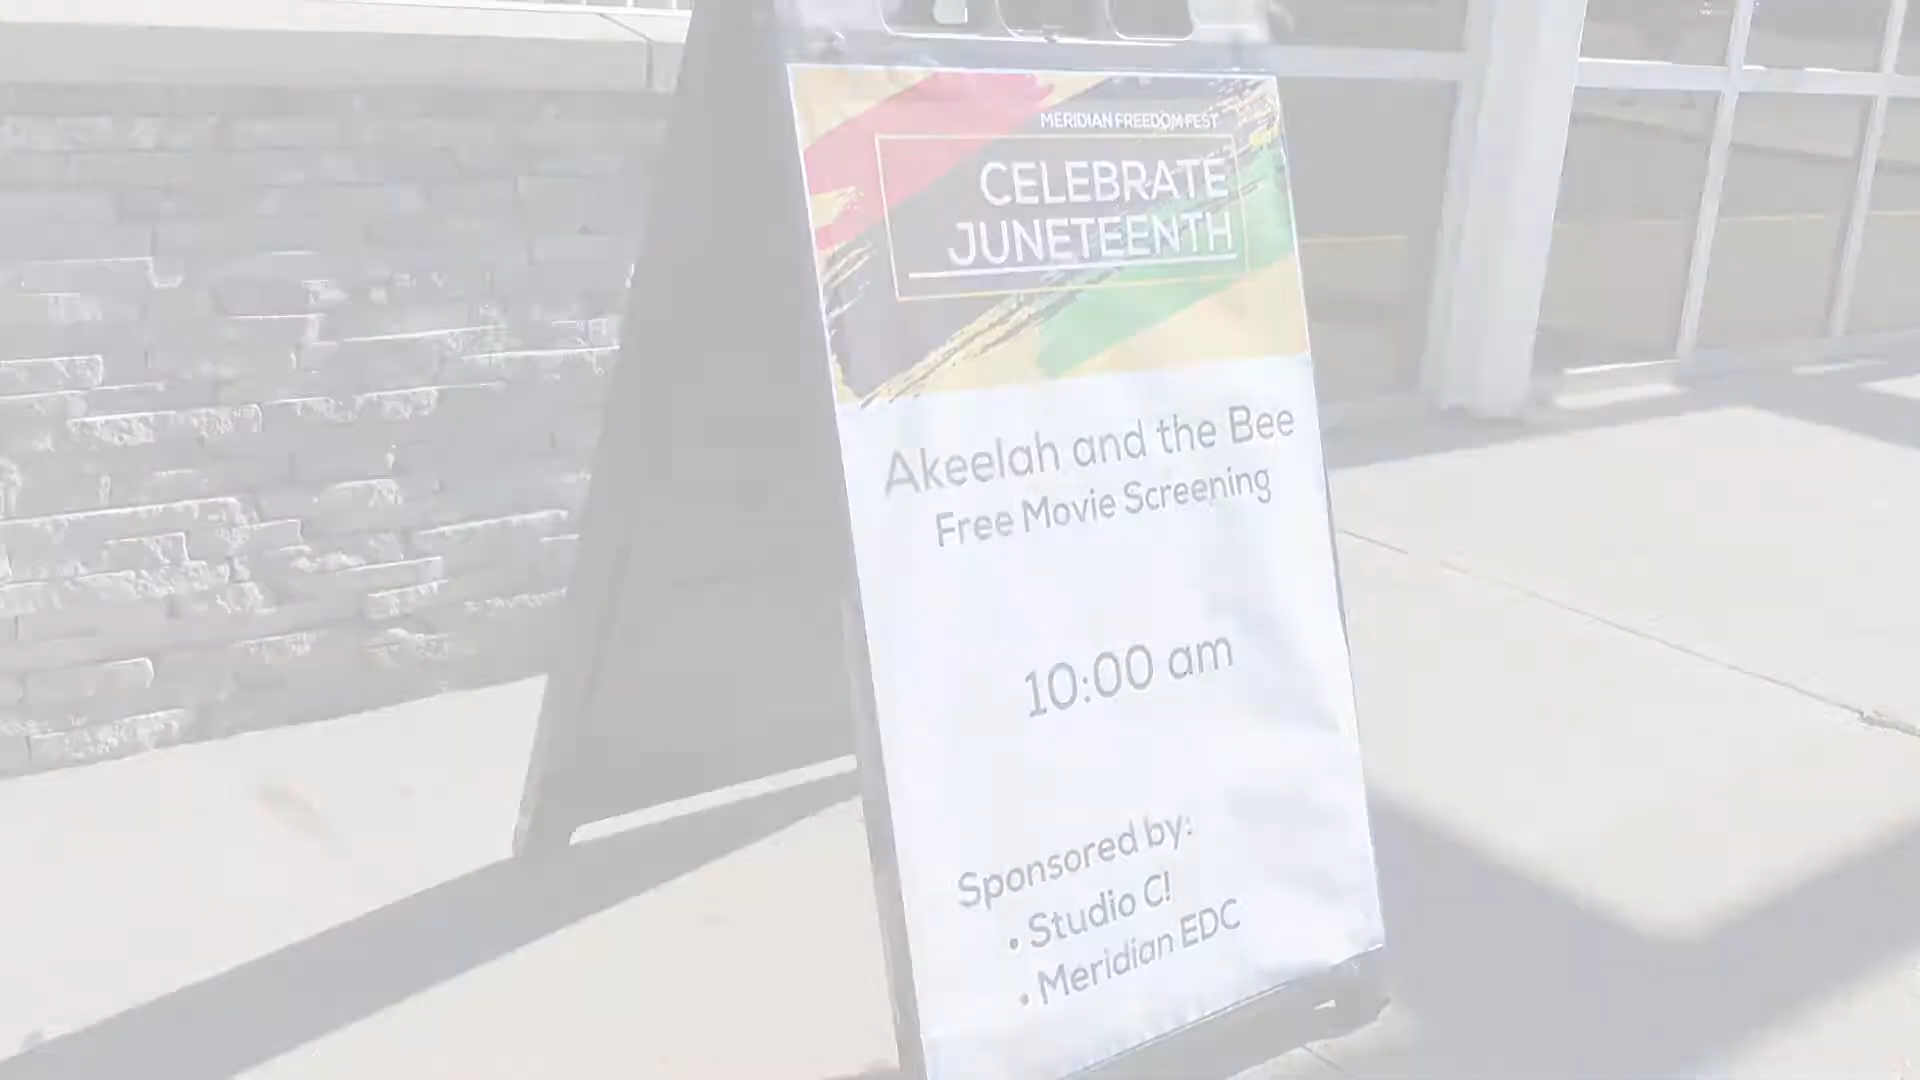 MERIDIAN FREEDOM FEST
CELEBRATE
JUNETEENTH
Akeelah and the Bee
Free Movie Screening
10:00 am
Sponsored by:
• Studio C!
• Meridian EDC